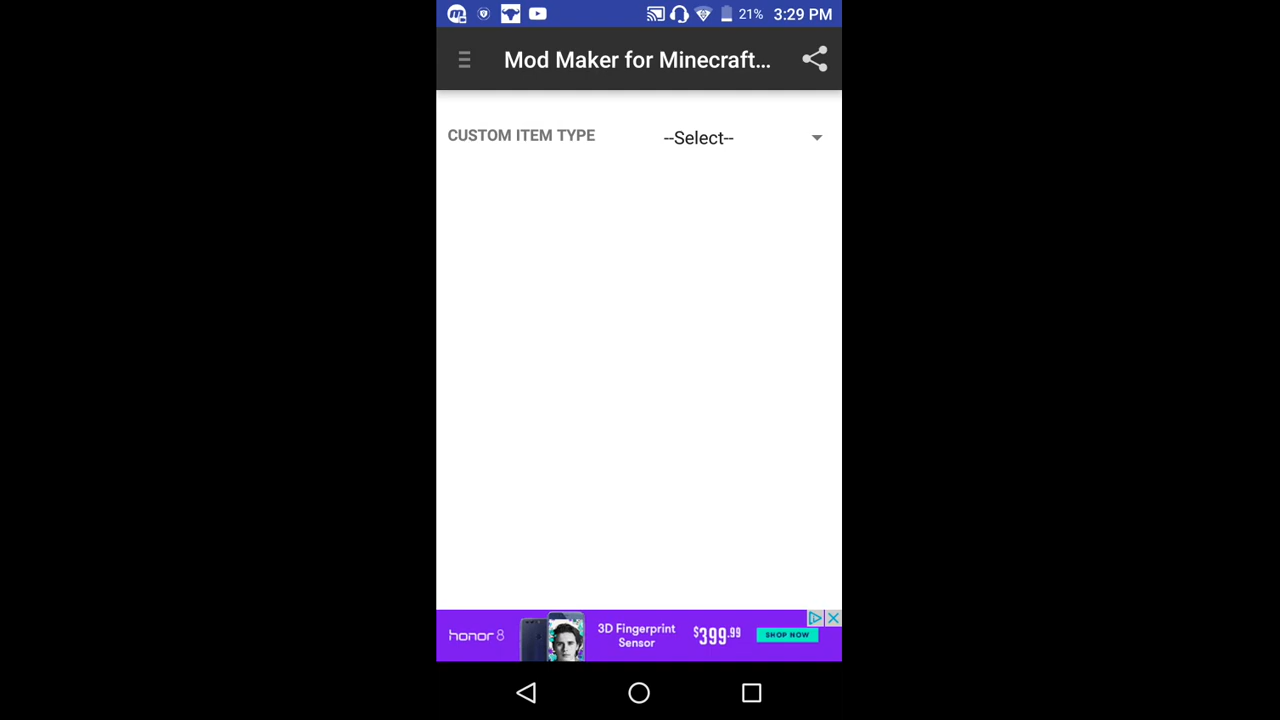 21% 3:29 PM
Mod Maker for Minecraft...
CUSTOM ITEM TYPE --Select--
honor 8 3D Fingerprint Sensor $399.99 SHOP NOW